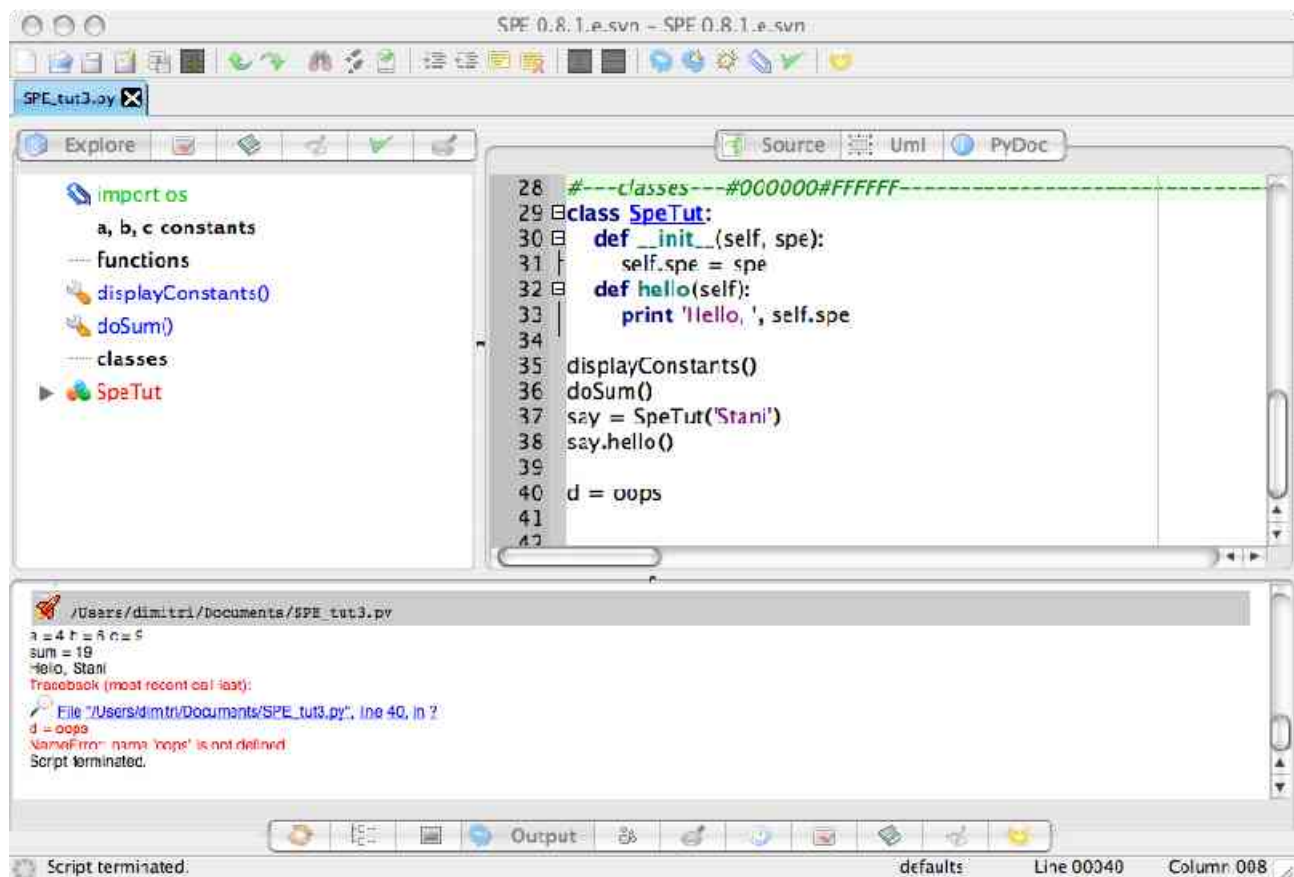 SPE 0.8.1.e.svn - SPE 0.8.1.e.svn
SPE_tut3.py
Explore
Source Uml PyDoc
import os
a, b, c constants
functions
displayConstants()
doSum()
classes
SpeTut
28 #---classes---#000000#FFFFFF--------------------------------------------
29 class SpeTut:
30 def __init__(self, spe):
31 self.spe = spe
32 def hello(self):
33 print 'Hello, ', self.spe
34
35 displayConstants()
36 doSum()
37 say = SpeTut('Stani')
38 say.hello()
39
40 d = oops
41
42
/Users/dimitri/Documents/SPE_tut3.py
a = 4 b = 6 c = 9
sum = 19
Hello, Stani
Traceback (most recent call last):
File "/Users/dimitri/Documents/SPE_tut3.py", line 40, in ?
d = oops
NameError: name 'oops' is not defined
Script terminated.
Output
Script terminated. defaults Line 00040 Column 008